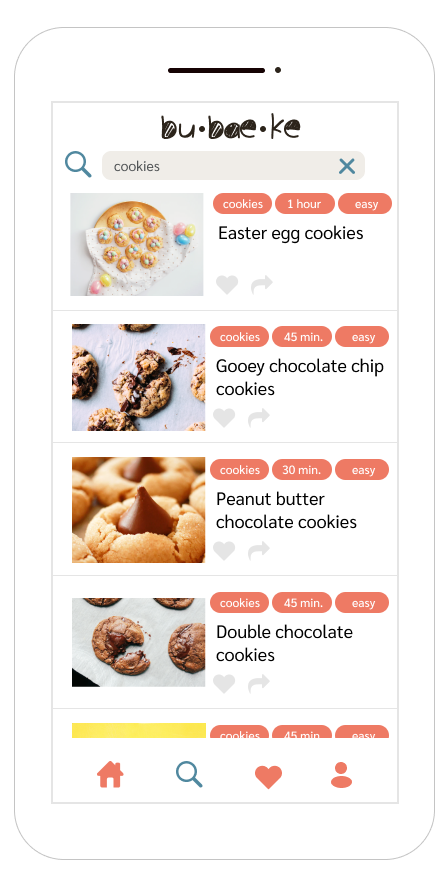 bu•bae•ke
cookies
cookies 1 hour easy
Easter egg cookies
cookies 45 min. easy
Gooey chocolate chip
cookies
cookies 30 min. easy
Peanut butter
chocolate cookies
cookies 45 min. easy
Double chocolate
cookies
cookies 45 min easy